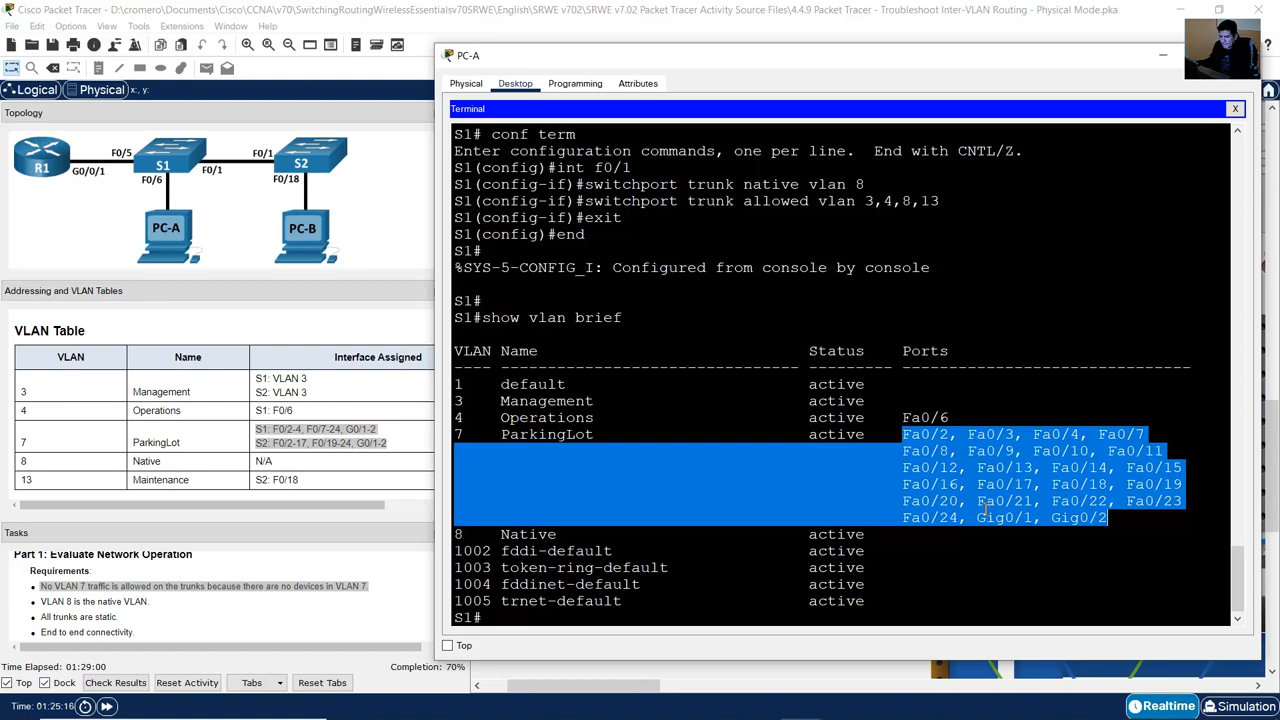 Cisco Packet Tracer - D:\cromero\Documents\Cisco\CCNA\v70\SwitchingRoutingWirelessEssentialsv70SRWE\English\SRWE v702\SRWE v7.02 Packet Tracer Activity Source Files\4.4.9 Packet Tracer - Troubleshoot Inter-VLAN Routing - Physical Mode.pka
File Edit Options View Tools Extensions Window Help
Logical Physical x: y:
Topology
R1
G0/0/1
F0/5
S1
F0/6
F0/1
F0/1
S2
F0/18
PC-A
PC-B
Addressing and VLAN Tables
VLAN Table
VLAN Name Interface Assigned
3 Management S1: VLAN 3
S2: VLAN 3
4 Operations S1: F0/6
7 ParkingLot S1: F0/2-4, F0/7-24, G0/1-2
S2: F0/2-17, F0/19-24, G0/1-2
8 Native N/A
13 Maintenance S2: F0/18
Tasks
Part 1: Evaluate Network Operation
Requirements:
No VLAN 7 traffic is allowed on the trunks because there are no devices in VLAN 7.
VLAN 8 is the native VLAN.
All trunks are static.
End to end connectivity.
Time Elapsed: 01:29:00 Completion: 70%
Top Dock Check Results Reset Activity Tabs Reset Tabs
Time: 01:25:16
PC-A
Physical Desktop Programming Attributes
Terminal X
S1# conf term
Enter configuration commands, one per line. End with CNTL/Z.
S1(config)#int f0/1
S1(config-if)#switchport trunk native vlan 8
S1(config-if)#switchport trunk allowed vlan 3,4,8,13
S1(config-if)#exit
S1(config)#end
S1#
%SYS-5-CONFIG_I: Configured from console by console
S1#
S1#show vlan brief
VLAN Name Status Ports
---- -------------------------------- --------- -------------------------------
1 default active
3 Management active
4 Operations active Fa0/6
7 ParkingLot active Fa0/2, Fa0/3, Fa0/4, Fa0/7
Fa0/8, Fa0/9, Fa0/10, Fa0/11
Fa0/12, Fa0/13, Fa0/14, Fa0/15
Fa0/16, Fa0/17, Fa0/18, Fa0/19
Fa0/20, Fa0/21, Fa0/22, Fa0/23
Fa0/24, Gig0/1, Gig0/2
8 Native active
1002 fddi-default active
1003 token-ring-default active
1004 fddinet-default active
1005 trnet-default active
S1#
Top
Realtime Simulation